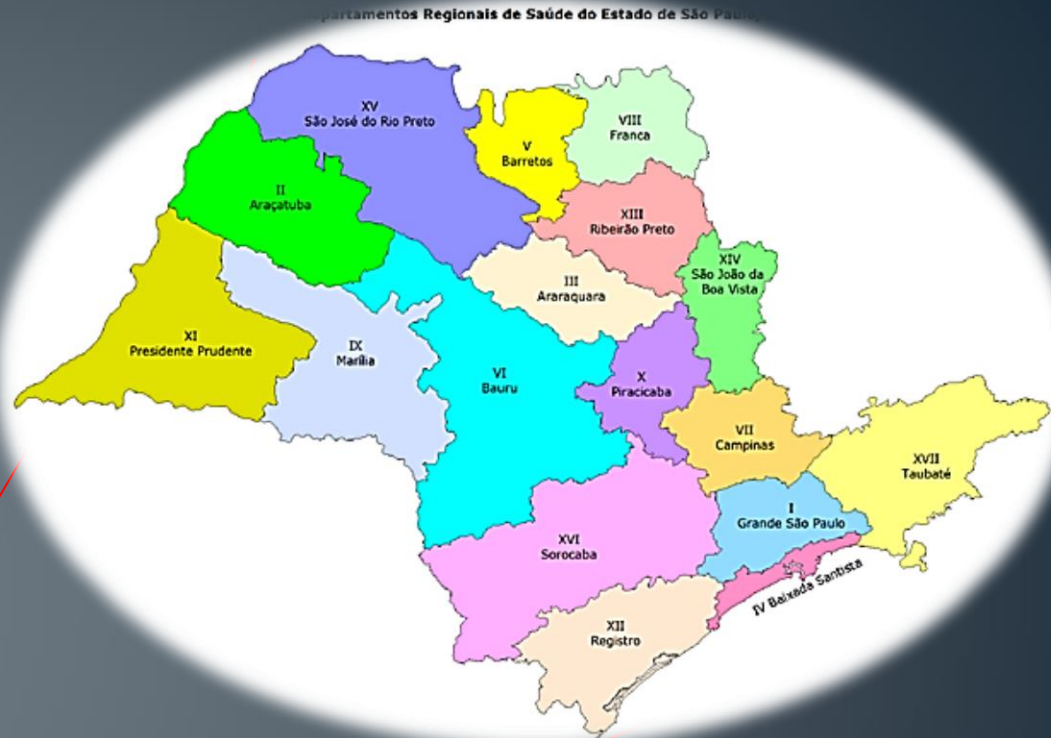 partamentos Regionais de Saúde do Estado de São Paulo,
XV
São José do Rio Preto
V
Barretos
VIII
Franca
II
Araçatuba
XIII
Ribeirão Preto
XIV
São João da
Boa Vista
III
Araraquara
XI
Presidente Prudente
IX
Marília
VI
Bauru
X
Piracicaba
VII
Campinas
XVII
Taubaté
I
Grande São Paulo
XVI
Sorocaba
IV Baixada Santista
XII
Registro